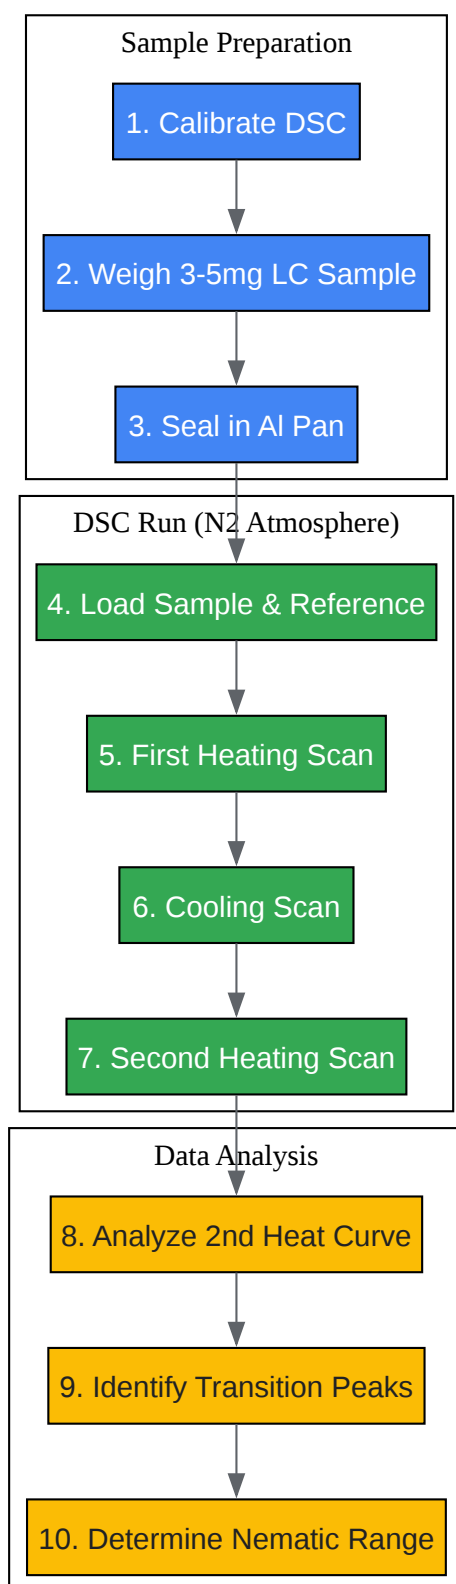 Sample Preparation
1. Calibrate DSC
2. Weigh 3-5mg LC Sample
3. Seal in Al Pan
DSC Run (N2 Atmosphere)
4. Load Sample & Reference
5. First Heating Scan
6. Cooling Scan
7. Second Heating Scan
Data Analysis
8. Analyze 2nd Heat Curve
9. Identify Transition Peaks
10. Determine Nematic Range